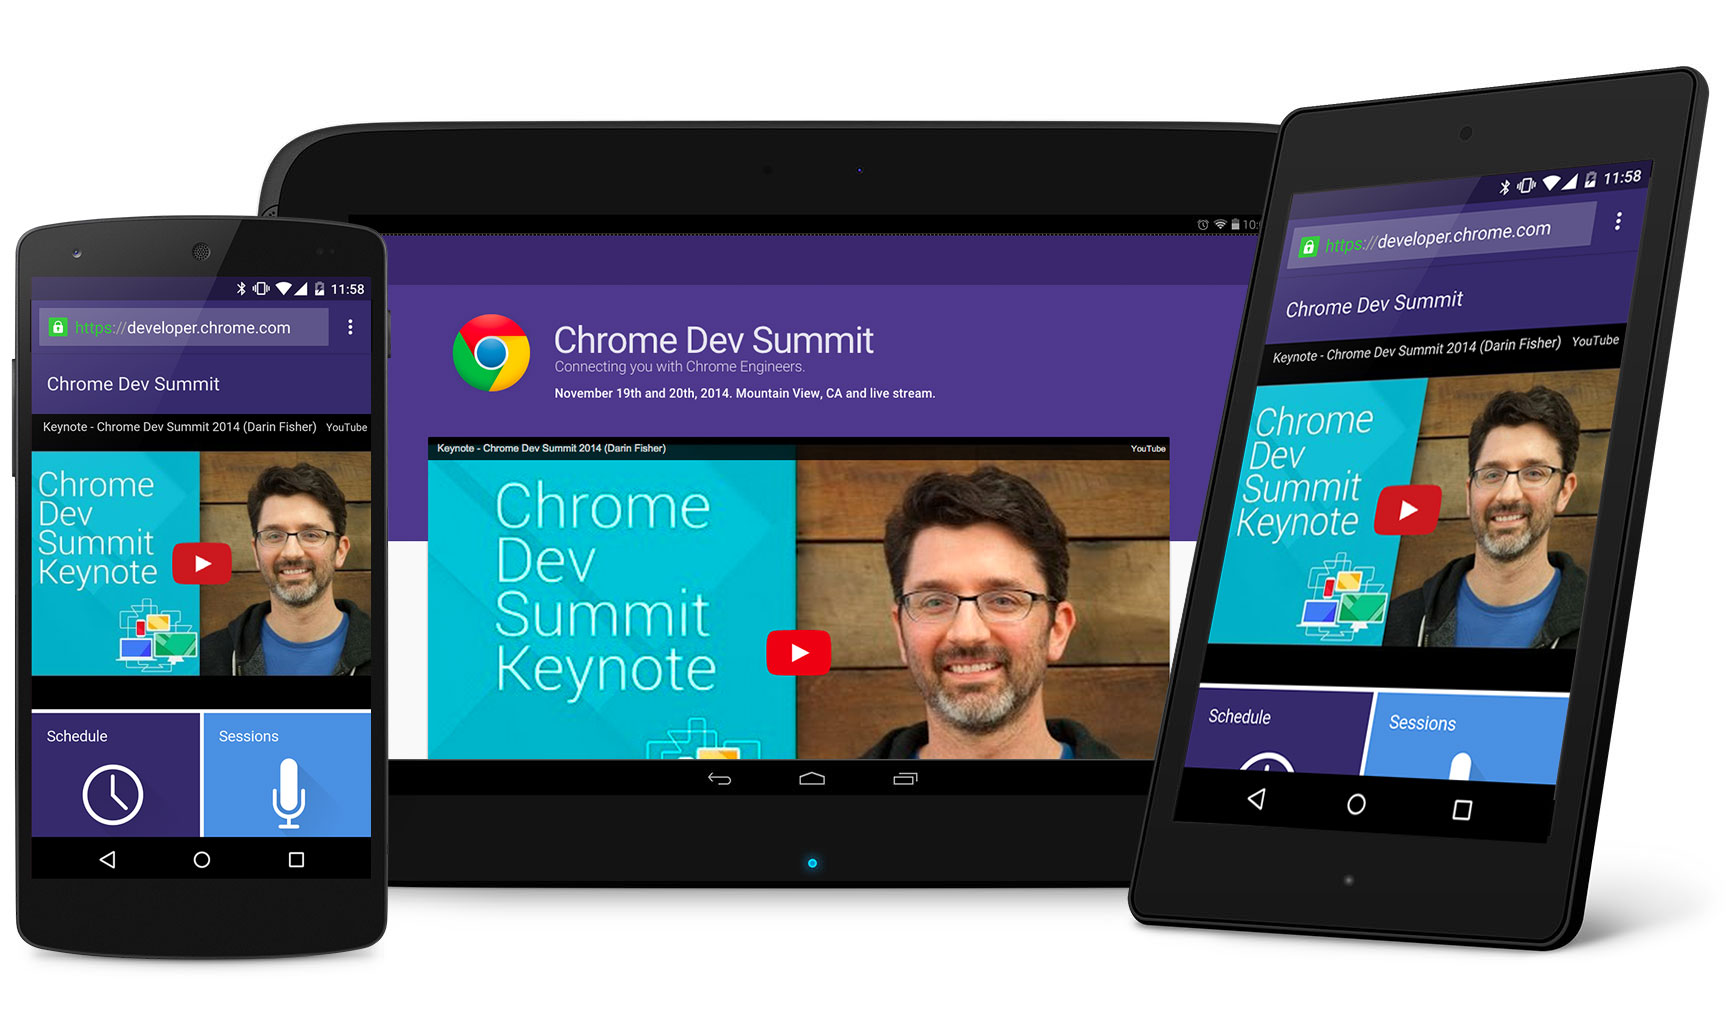 11:58
https://developer.chrome.com
Chrome Dev Summit
Keynote - Chrome Dev Summit 2014 (Darin Fisher) YouTube
Chrome
Dev
Summit
Keynote
Schedule
Sessions
Chrome Dev Summit
Connecting you with Chrome Engineers.
November 19th and 20th, 2014. Mountain View, CA and live stream.
Keynote - Chrome Dev Summit 2014 (Darin Fisher) YouTube
Chrome
Dev
Summit
Keynote
11:58
https://developer.chrome.com
Chrome Dev Summit
Keynote - Chrome Dev Summit 2014 (Darin Fisher) YouTube
Chrome
Dev
Summit
Keynote
Schedule
Sessions